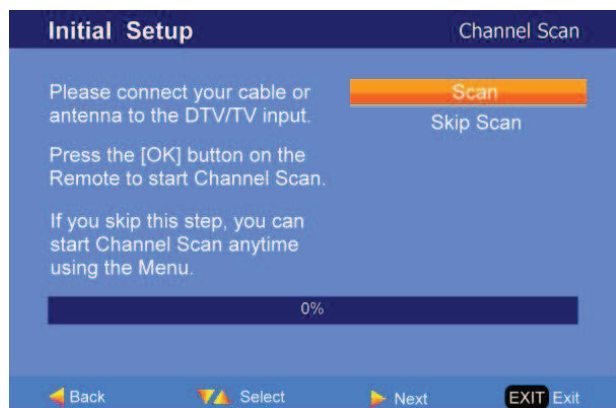 Initial Setup Channel Scan
Please connect your cable or
antenna to the DTV/TV input.
Press the [OK] button on the
Remote to start Channel Scan.
If you skip this step, you can
start Channel Scan anytime
using the Menu.
Scan
Skip Scan
0%
Back Select Next EXIT Exit